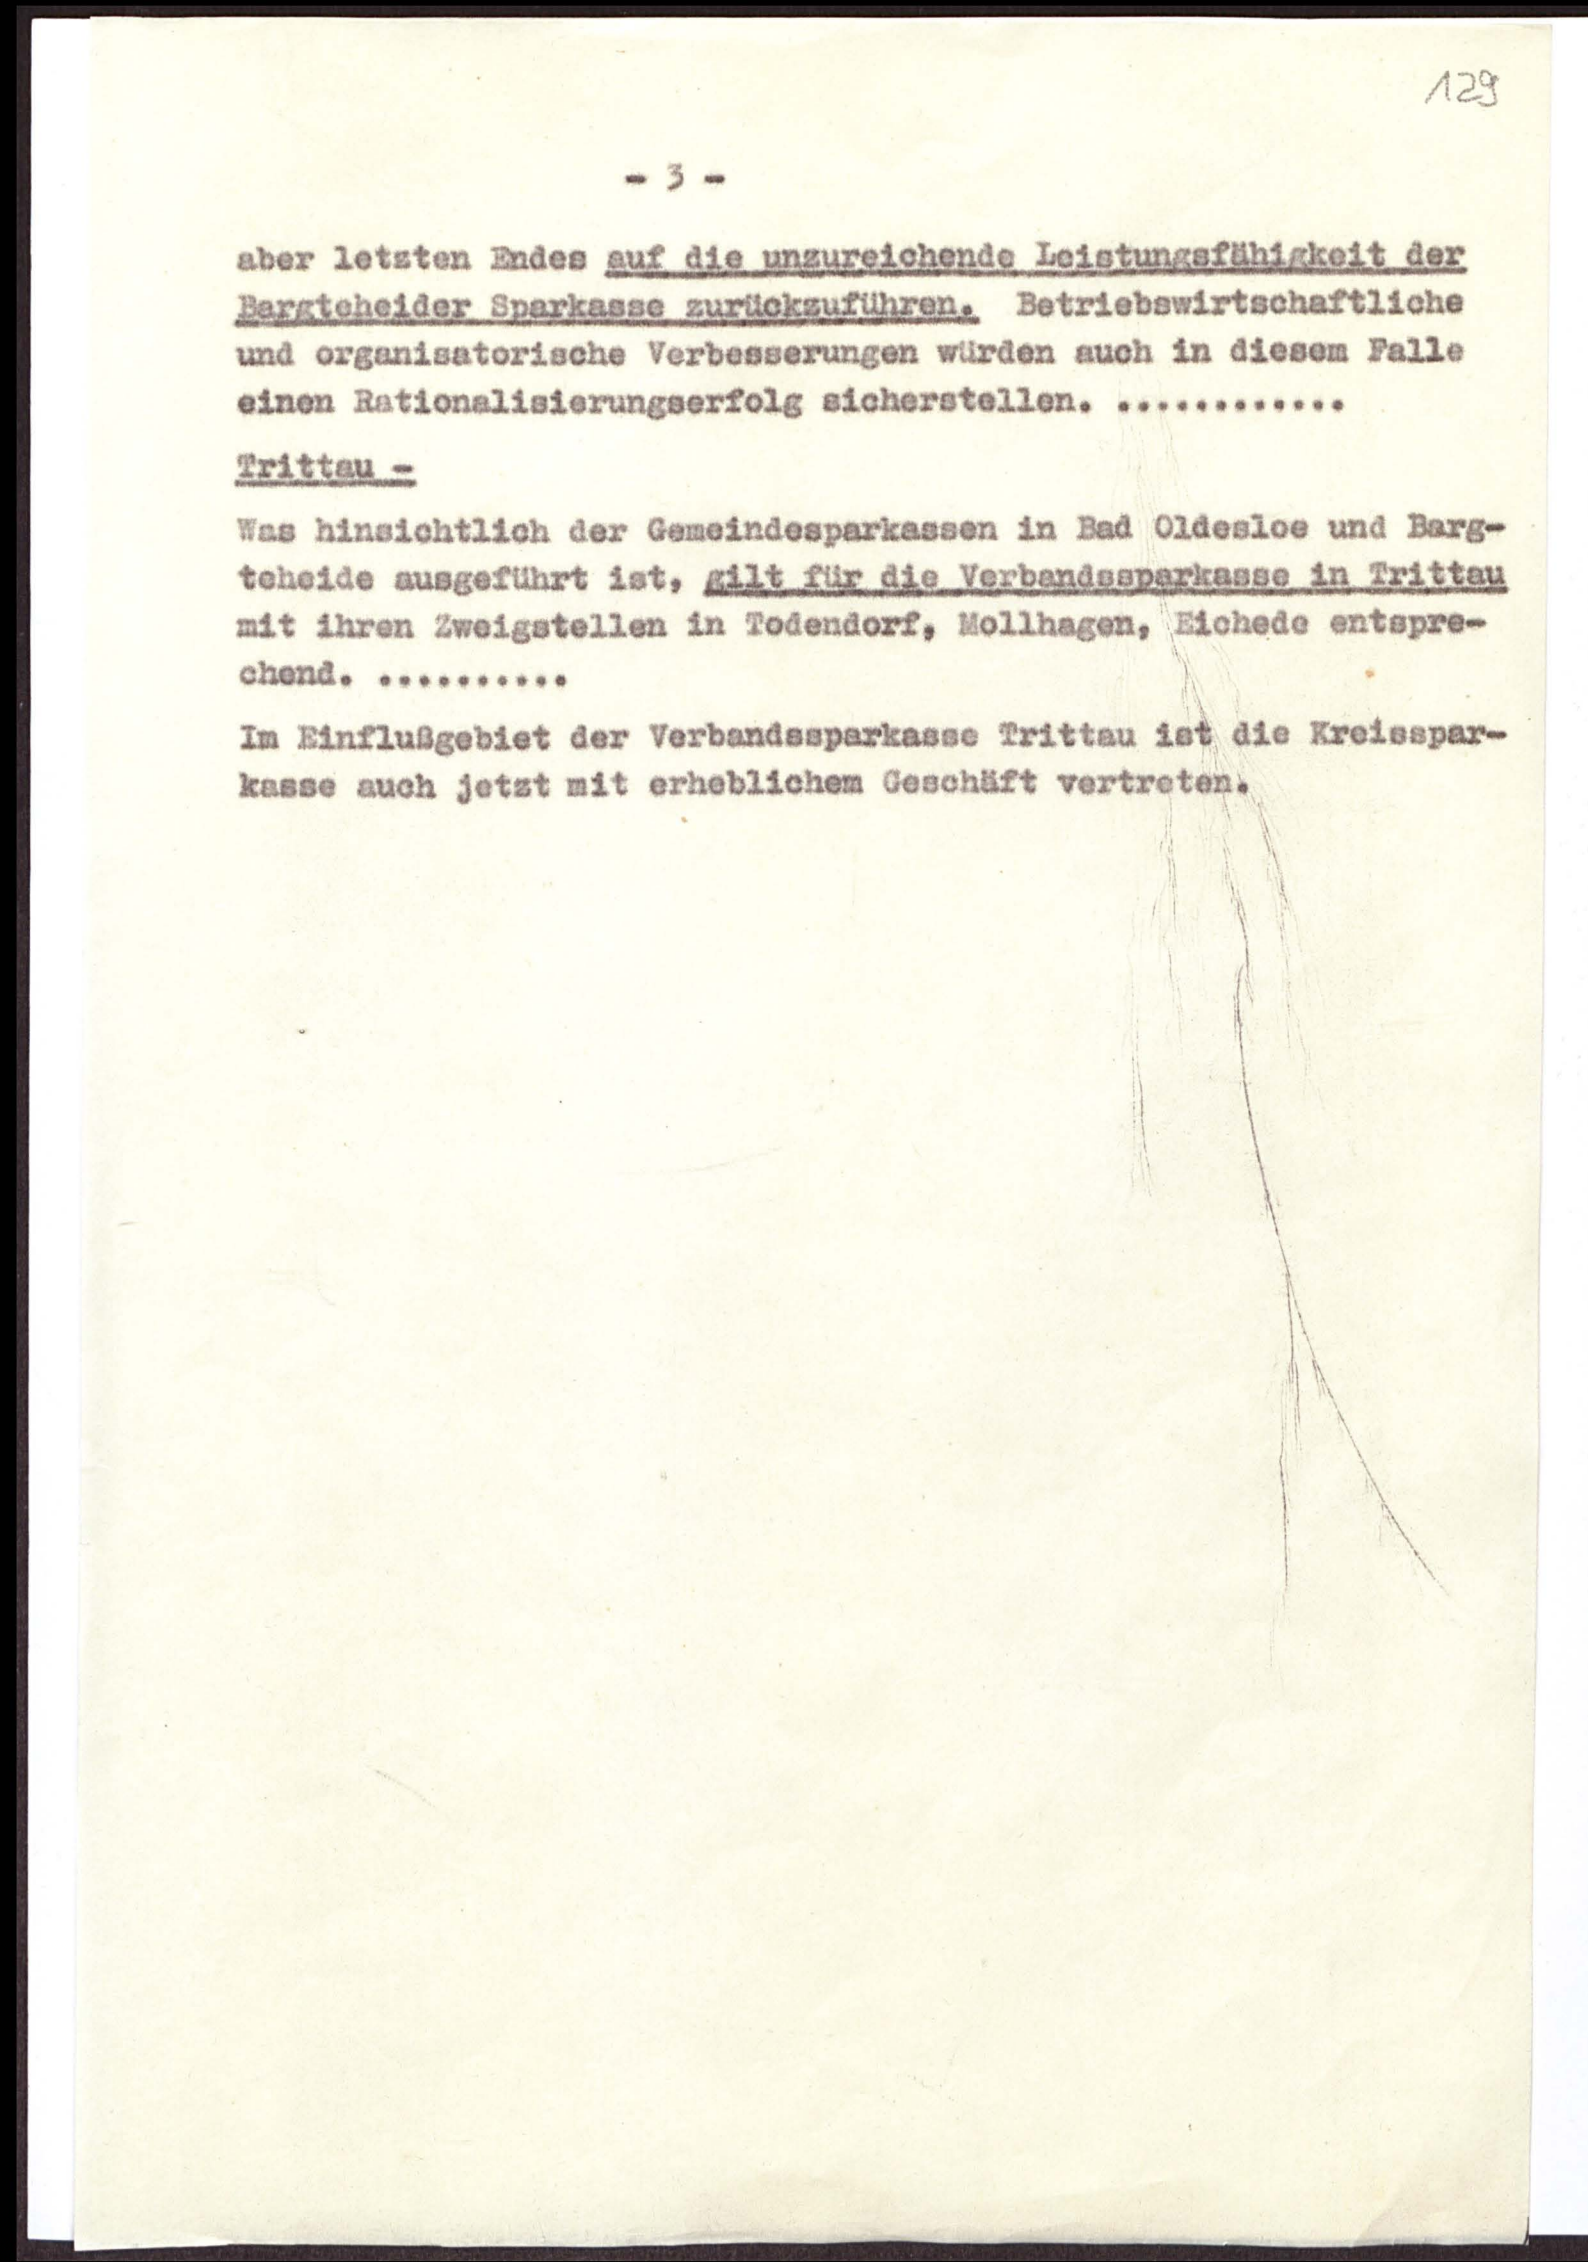 129
- 3 -
aber letzten Endes auf die unzureichende Leistungsfähigkeit der
Bargteheider Sparkasse zurückzuführen. Betriebswirtschaftliche
und organisatorische Verbesserungen würden auch in diesem Falle
einen Rationalisierungserfolg sicherstellen. ............
Trittau -
Was hinsichtlich der Gemeindesparkassen in Bad Oldesloe und Barg-
teheide ausgeführt ist, gilt für die Verbandssparkasse in Trittau
mit ihren Zweigstellen in Todendorf, Mollhagen, Eichede entspre-
chend. ..........
Im Einflußgebiet der Verbandssparkasse Trittau ist die Kreisspar-
kasse auch jetzt mit erheblichem Geschäft vertreten.